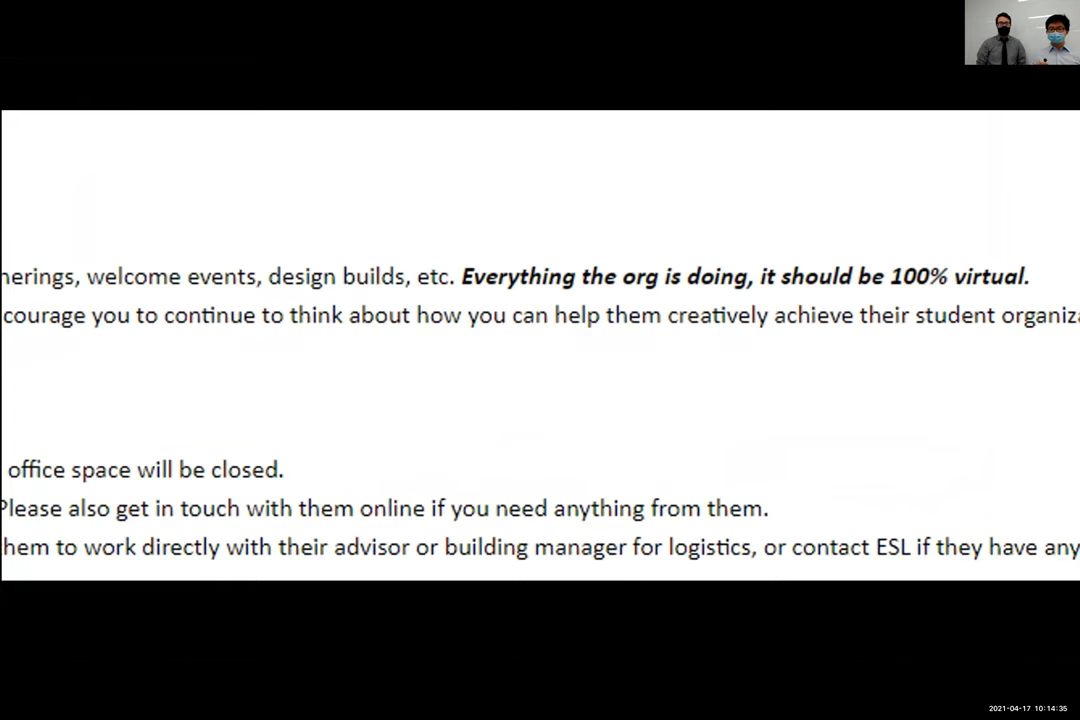 herings, welcome events, design builds, etc. Everything the org is doing, it should be 100% virtual.
courage you to continue to think about how you can help them creatively achieve their student organiza
office space will be closed.
Please also get in touch with them online if you need anything from them.
hem to work directly with their advisor or building manager for logistics, or contact ESL if they have any
2021-04-17 10:14:35